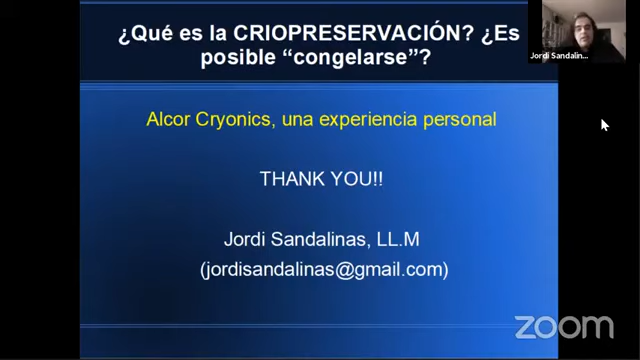 ¿Qué es la CRIOPRESERVACIÓN? ¿Es
posible “congelarse”?
Jordi Sandalin...
Alcor Cryonics, una experiencia personal
THANK YOU!!
Jordi Sandalinas, LL.M
(jordisandalinas@gmail.com)
zoom